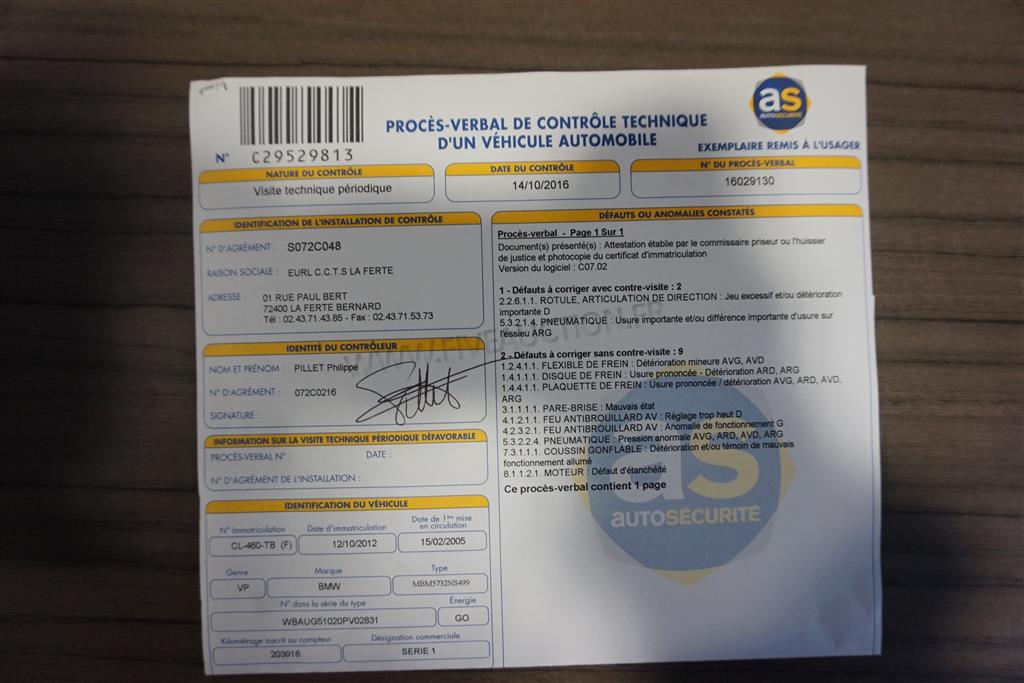 as
AUTOSÉCURITÉ
PROCÈS-VERBAL DE CONTRÔLE TECHNIQUE
D'UN VÉHICULE AUTOMOBILE
EXEMPLAIRE REMIS À L'USAGER
N° C29529813
NATURE DU CONTRÔLE
Visite technique périodique
DATE DU CONTRÔLE
14/10/2016
N° DU PROCÈS-VERBAL
16029130
IDENTIFICATION DE L'INSTALLATION DE CONTRÔLE
N° D'AGRÉMENT : S072C048
RAISON SOCIALE : EURL C.C.T.S LA FERTE
ADRESSE : 01 RUE PAUL BERT
72400 LA FERTE BERNARD
Tél : 02.43.71.43.85 - Fax : 02.43.71.53.73
IDENTITÉ DU CONTRÔLEUR
NOM ET PRÉNOM : PILLET Philippe
N° D'AGRÉMENT : 072C0216
SIGNATURE :
Pillet
INFORMATION SUR LA VISITE TECHNIQUE PÉRIODIQUE DÉFAVORABLE
PROCÈS-VERBAL N° : DATE :
N° D'AGRÉMENT DE L'INSTALLATION :
IDENTIFICATION DU VÉHICULE
N° Immatriculation
CL-460-TB (F)
Date d'immatriculation
12/10/2012
Date de 1ère mise
en circulation
15/02/2005
Genre
VP
Marque
BMW
Type
MBM5732NS499
N° dans la série du type
WBAUG51020PV02831
Énergie
GO
Kilométrage inscrit au compteur
203916
Désignation commerciale
SERIE 1
DÉFAUTS OU ANOMALIES CONSTATÉS
Procès-verbal - Page 1 Sur 1
Document(s) présenté(s) : Attestation établie par le commissaire priseur ou l'huissier
de justice et photocopie du certificat d'immatriculation
Version du logiciel : C07.02
1 - Défauts à corriger avec contre-visite : 2
2.2.6.1.1. ROTULE, ARTICULATION DE DIRECTION : Jeu excessif et/ou détérioration
importante D
5.3.2.1.4. PNEUMATIQUE : Usure importante et/ou différence importante d'usure sur
l'essieu ARG
2 - Défauts à corriger sans contre-visite : 9
1.2.4.1.1. FLEXIBLE DE FREIN : Détérioration mineure AVG, AVD
1.4.1.1.1. DISQUE DE FREIN : Usure prononcée - Détérioration ARD, ARG
1.4.4.1.1. PLAQUETTE DE FREIN : Usure prononcée / détérioration AVG, ARD, AVD,
ARG
3.1.1.1.1. PARE-BRISE : Mauvais état
4.1.2.1.1. FEU ANTIBROUILLARD AV : Réglage trop haut D
4.2.3.2.1. FEU ANTIBROUILLARD AV : Anomalie de fonctionnement G
5.3.2.2.4. PNEUMATIQUE : Pression anormale AVG, ARD, AVD, ARG
7.3.1.1.1. COUSSIN GONFLABLE : Détérioration et/ou témoin de mauvais
fonctionnement allumé
8.1.1.2.1. MOTEUR : Défaut d'étanchéité
Ce procès-verbal contient 1 page
as
AUTOSÉCURITÉ
WWW.FIVEAUCTION.FR